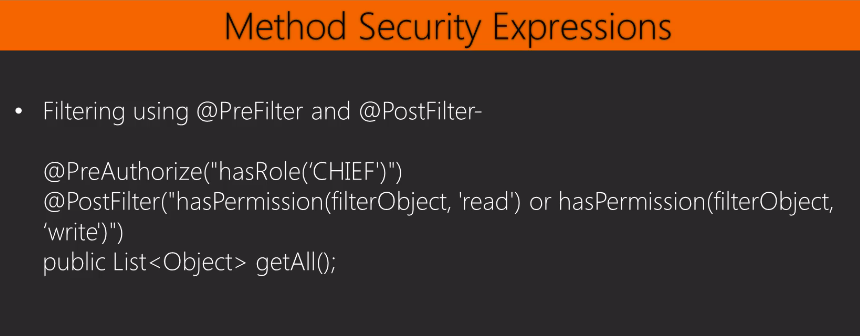 Method Security Expressions
• Filtering using @PreFilter and @PostFilter-
@PreAuthorize("hasRole(‘CHIEF')")
@PostFilter("hasPermission(filterObject, 'read') or hasPermission(filterObject,
‘write')")
public List<Object> getAll();